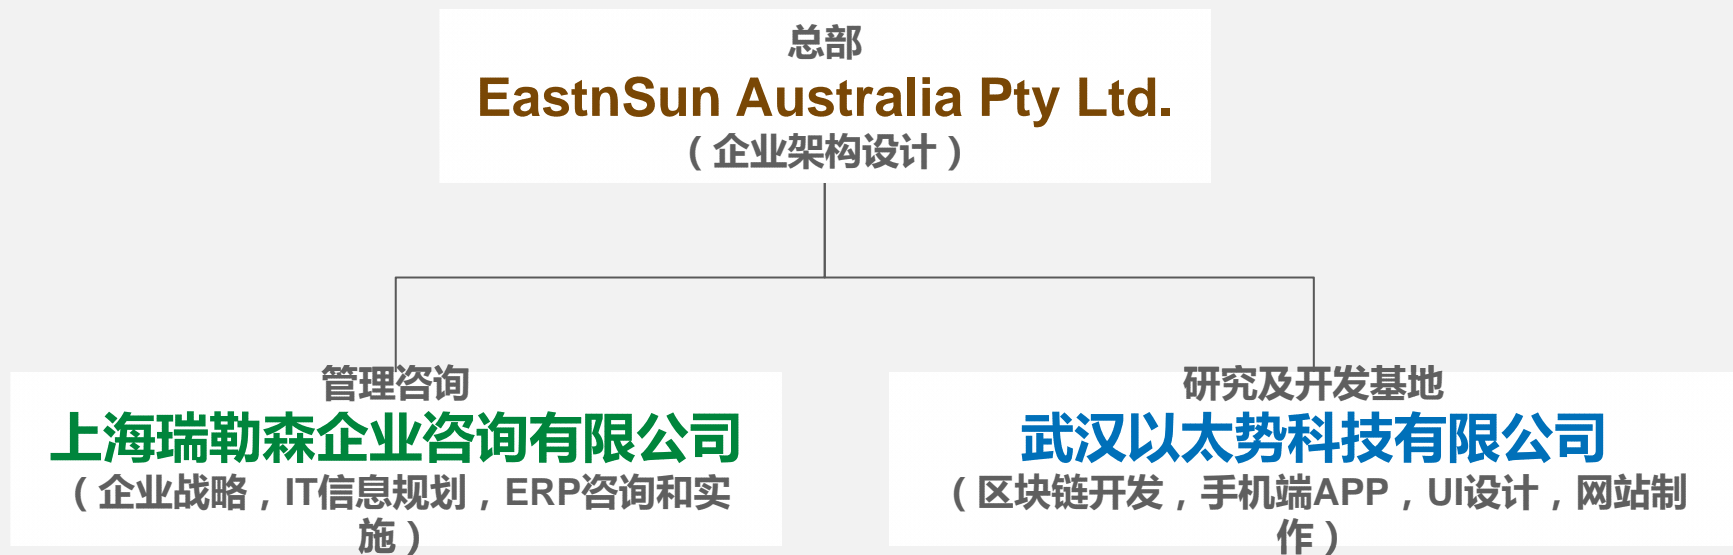 总部
EastnSun Australia Pty Ltd.
（企业架构设计）
管理咨询
上海瑞勒森企业咨询有限公司
（企业战略，IT信息规划，ERP咨询和实
施）
研究及开发基地
武汉以太势科技有限公司
（区块链开发，手机端APP，UI设计，网站制
作）